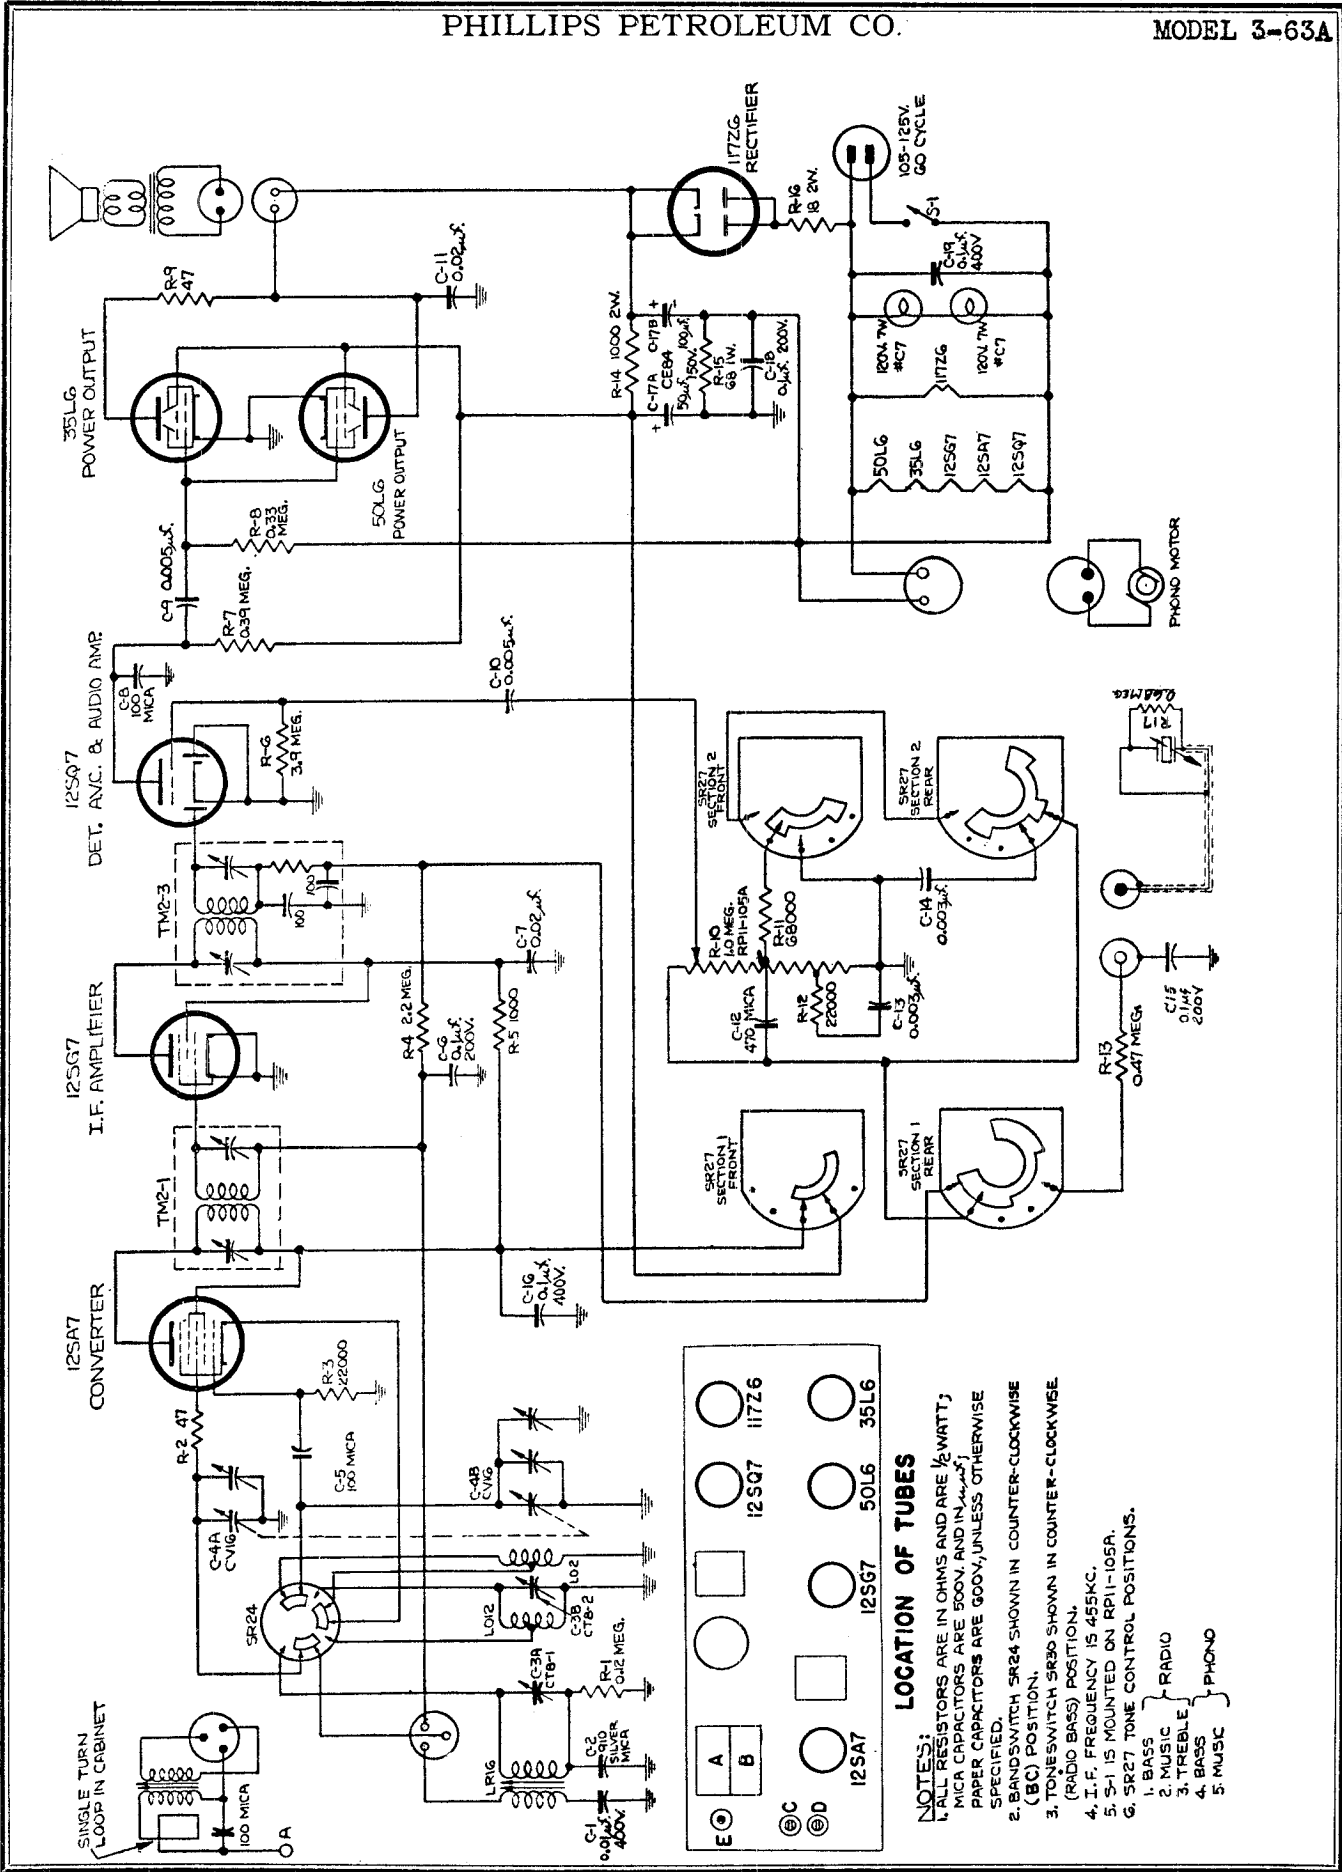 PHILLIPS PETROLEUM CO.
MODEL 3-63A
SINGLE TURN
LOOP IN CABINET
100 MICA
A
12SA7
CONVERTER
12SG7
I.F. AMPLIFIER
12SQ7
DET. AVC. & AUDIO AMP.
35L6
POWER OUTPUT
50L6
POWER OUTPUT
TM2-1
TM2-3
R-2 47
C-4A
CV16
SR24
C-5
100 MICA
R-3
22000
C-4B
CV16
L02
L012
C-3B
CT8-2
C-3A
CT8-1
R-1
0.12 MEG.
LR16
C-2
910
SILVER
MICA
C-1
0.01µf.
400V.
C-16
0.1µf.
400V.
R-4 2.2 MEG.
C-6
0.1µf.
200V.
R-5 1000
C-7
0.02µf.
100
100
C-8
100
MICA
R-6
3.9 MEG.
C-9 0.005µf.
R-7
0.39 MEG.
R-8
0.33
MEG.
C-10
0.005µf.
R-9
47
C-11
0.02µf.
R-14 1000 2W.
C-17A
CE84
C-17B
50µf.
150V.
100µf.
R-15
68 1W.
C-18
0.1µf. 200V.
117Z6
RECTIFIER
R-16
18 2W.
105-125V.
60 CYCLE
S-1
C-19
0.1µf.
400V
120V. 7W
#C7
120V. 7W
#C7
117Z6
50L6
35L6
12SG7
12SA7
12SQ7
PHONO MOTOR
SR27
SECTION 2
FRONT
SR27
SECTION 2
REAR
R-10
1.0 MEG.
RP11-105A
R-11
68000
C-14
0.003µf.
C-12
470 MICA
R-12
22000
C-13
0.003µf.
SR27
SECTION 1
FRONT
SR27
SECTION 1
REAR
R-13
0.47 MEG.
C15
0.1µf
200V
R17
0.68 MEG
A
B
E
C
D
12SQ7
117Z6
12SA7
12SG7
50L6
35L6
LOCATION OF TUBES
NOTES:
1. ALL RESISTORS ARE IN OHMS AND ARE ½ WATT;
MICA CAPACITORS ARE 500V. AND IN µµf;
PAPER CAPACITORS ARE 600V, UNLESS OTHERWISE
SPECIFIED.
2. BANDSWITCH SR24 SHOWN IN COUNTER-CLOCKWISE
(BC) POSITION.
3. TONESWITCH SR30 SHOWN IN COUNTER-CLOCKWISE
(RADIO BASS) POSITION.
4. I.F. FREQUENCY IS 455KC.
5. S-1 IS MOUNTED ON RP11-105A.
6. SR27 TONE CONTROL POSITIONS.
1. BASS
2. MUSIC
3. TREBLE
RADIO
4. BASS
5. MUSIC
PHONO